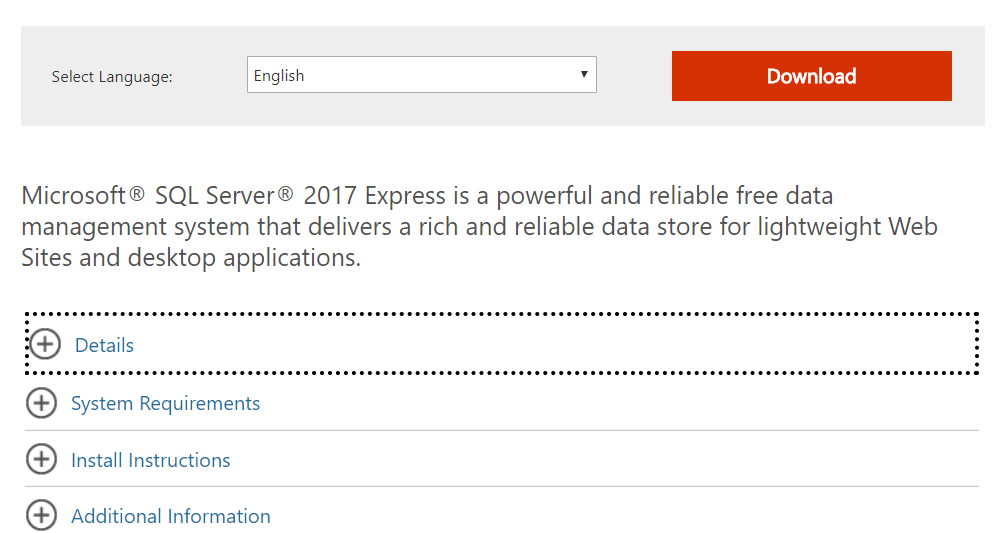 Select Language:
English
Download
Microsoft® SQL Server® 2017 Express is a powerful and reliable free data
management system that delivers a rich and reliable data store for lightweight Web
Sites and desktop applications.
Details
System Requirements
Install Instructions
Additional Information